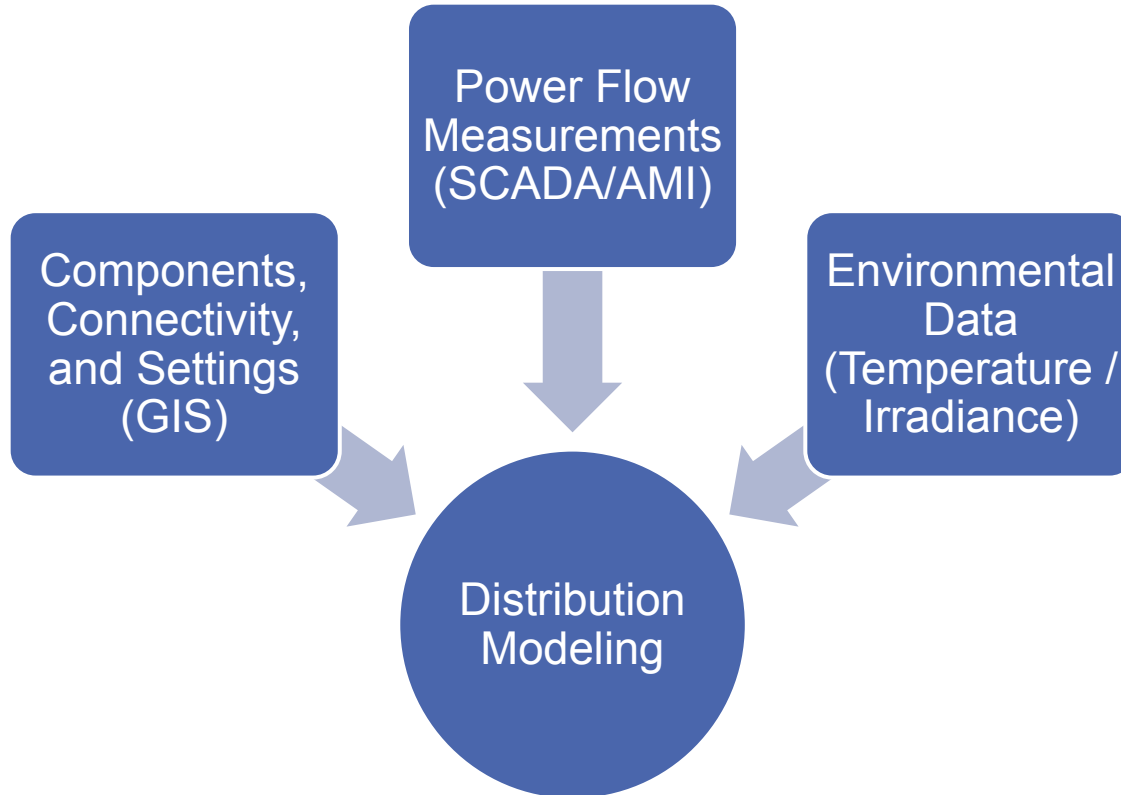 Power Flow
Measurements
(SCADA/AMI)
Components,
Connectivity,
and Settings
(GIS)
Environmental
Data
(Temperature /
Irradiance)
Distribution
Modeling